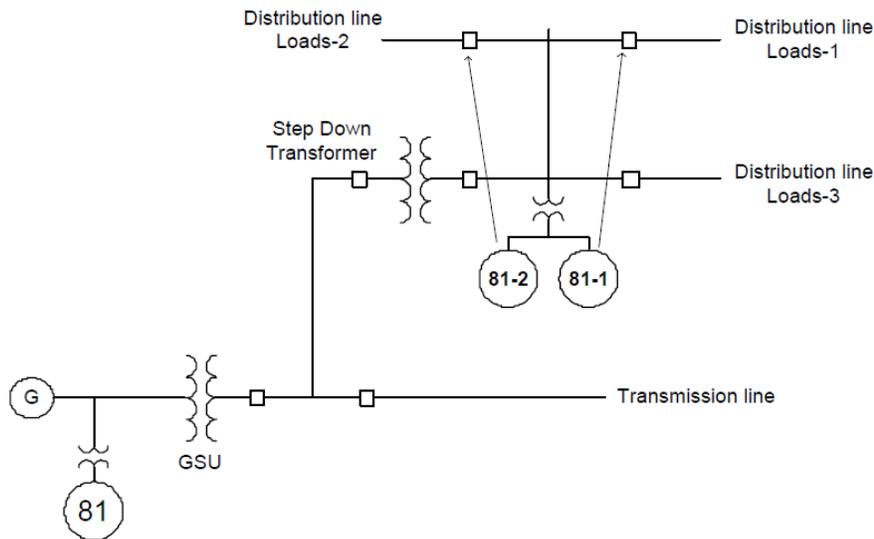 Distribution line
Loads-2
Distribution line
Loads-1
Step Down
Transformer
Distribution line
Loads-3
81-2
81-1
G
Transmission line
GSU
81